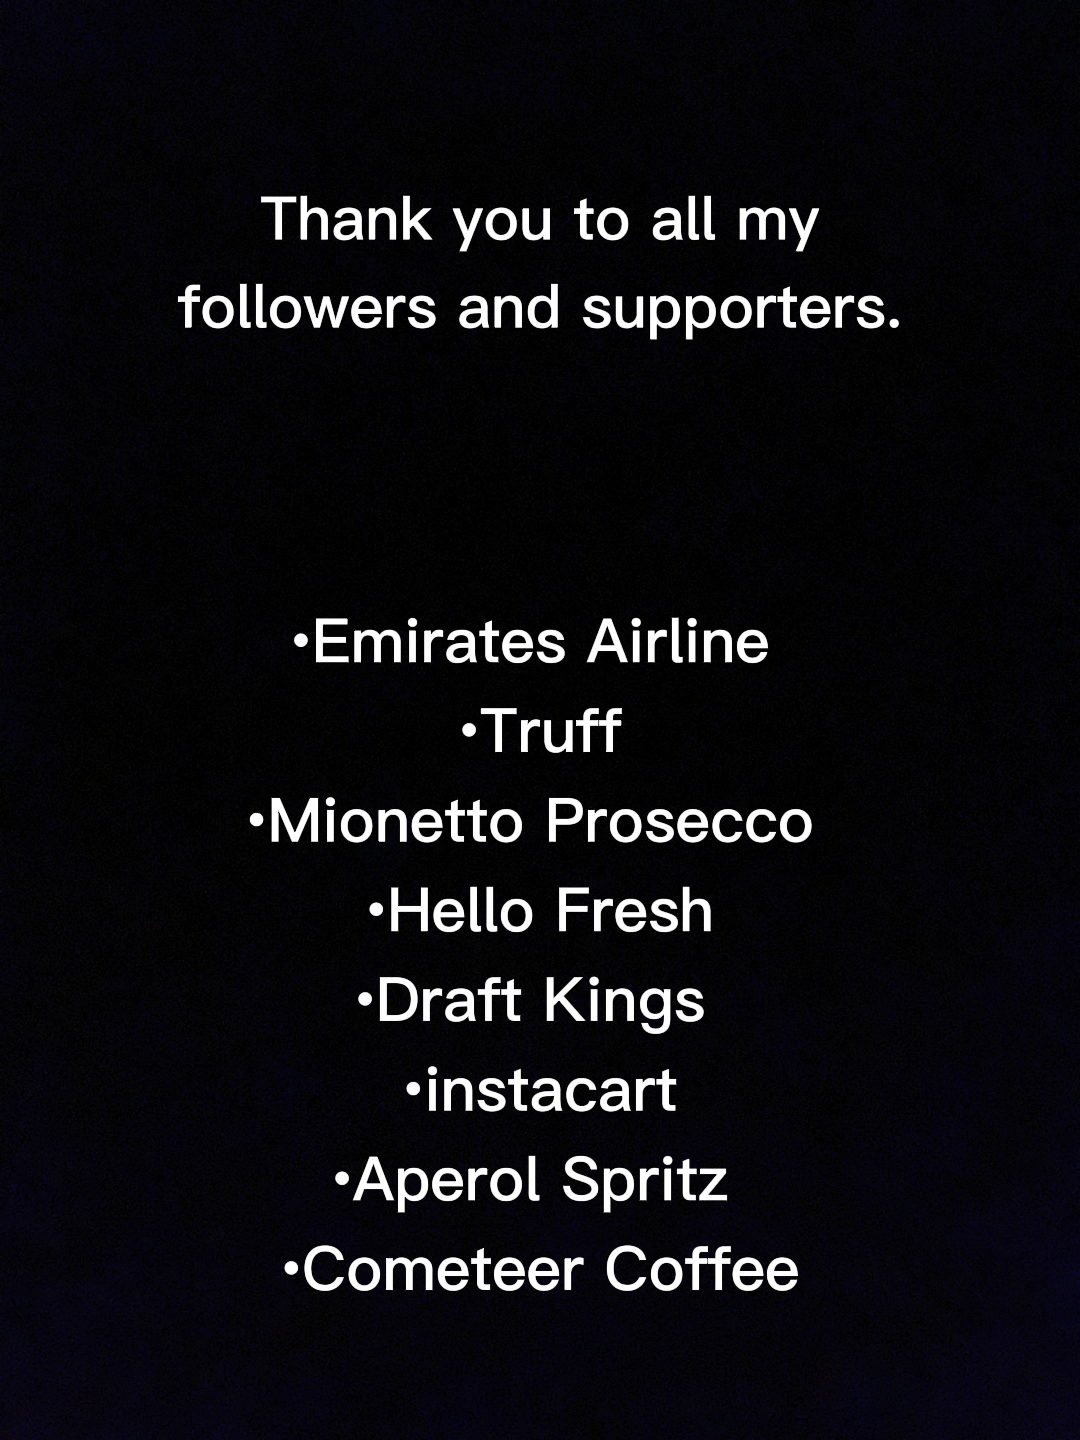 Thank you to all my
followers and supporters.
•Emirates Airline
•Truff
•Mionetto Prosecco
•Hello Fresh
•Draft Kings
•instacart
•Aperol Spritz
•Cometeer Coffee